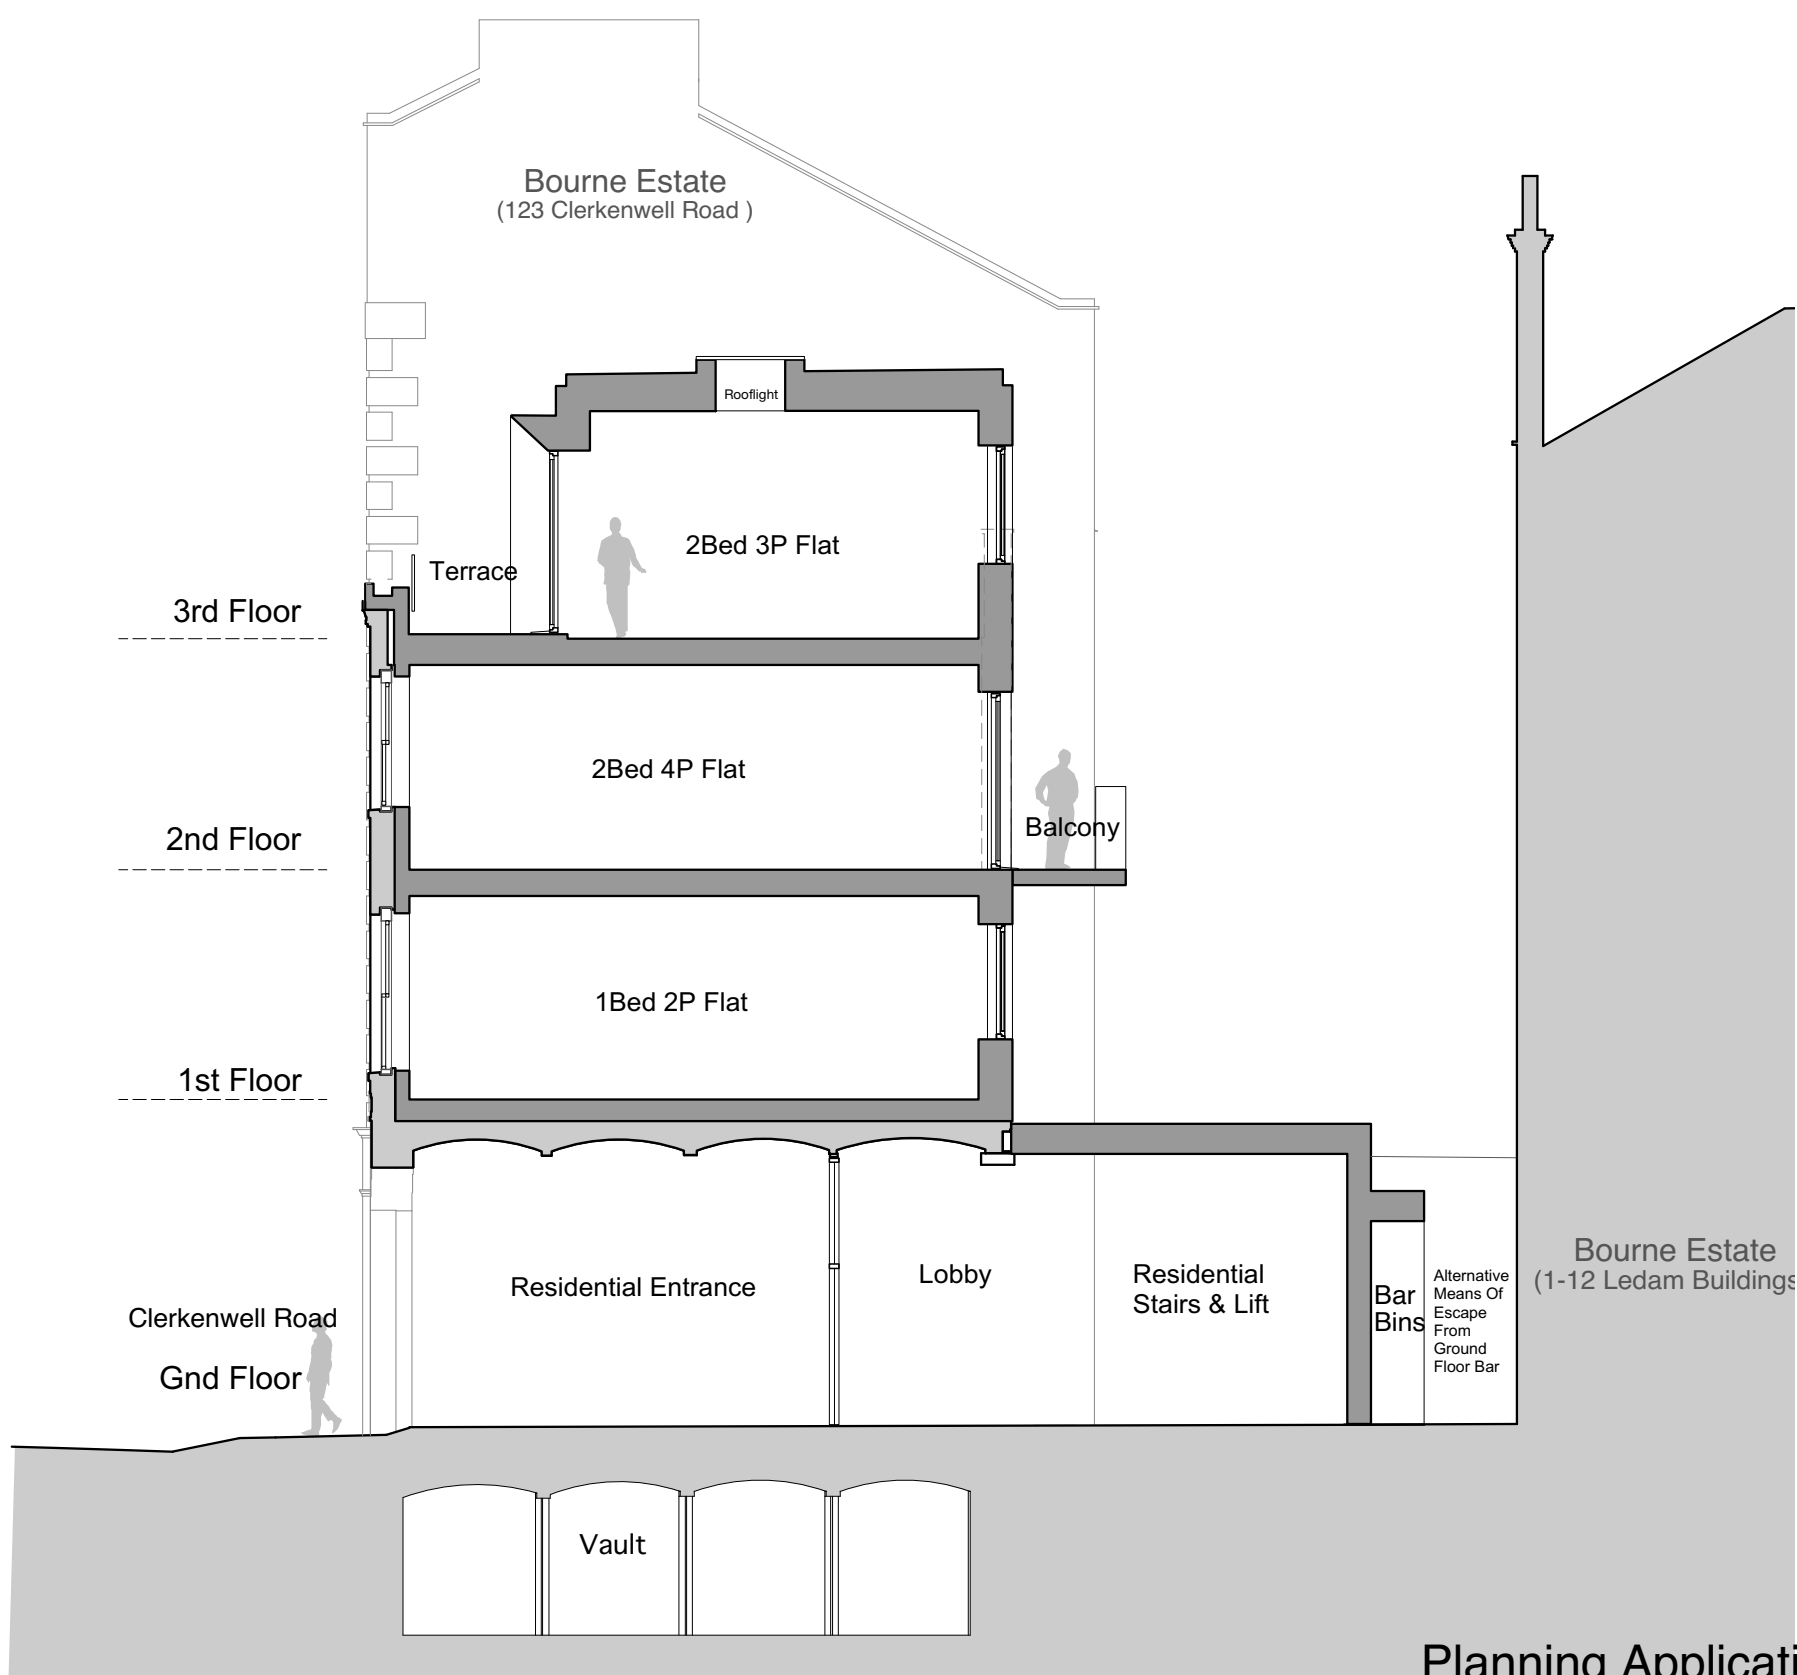 Bourne Estate
(123 Clerkenwell Road )
Rooflight
2Bed 3P Flat
Terrace
3rd Floor
2Bed 4P Flat
2nd Floor
Balcony
1Bed 2P Flat
1st Floor
Residential Entrance
Lobby
Residential
Stairs & Lift
Bar
Bins
Alternative
Means Of
Escape
From
Ground
Floor Bar
Bourne Estate
(1-12 Ledam Buildings
Clerkenwell Road
Gnd Floor
Vault
Planning Applicati